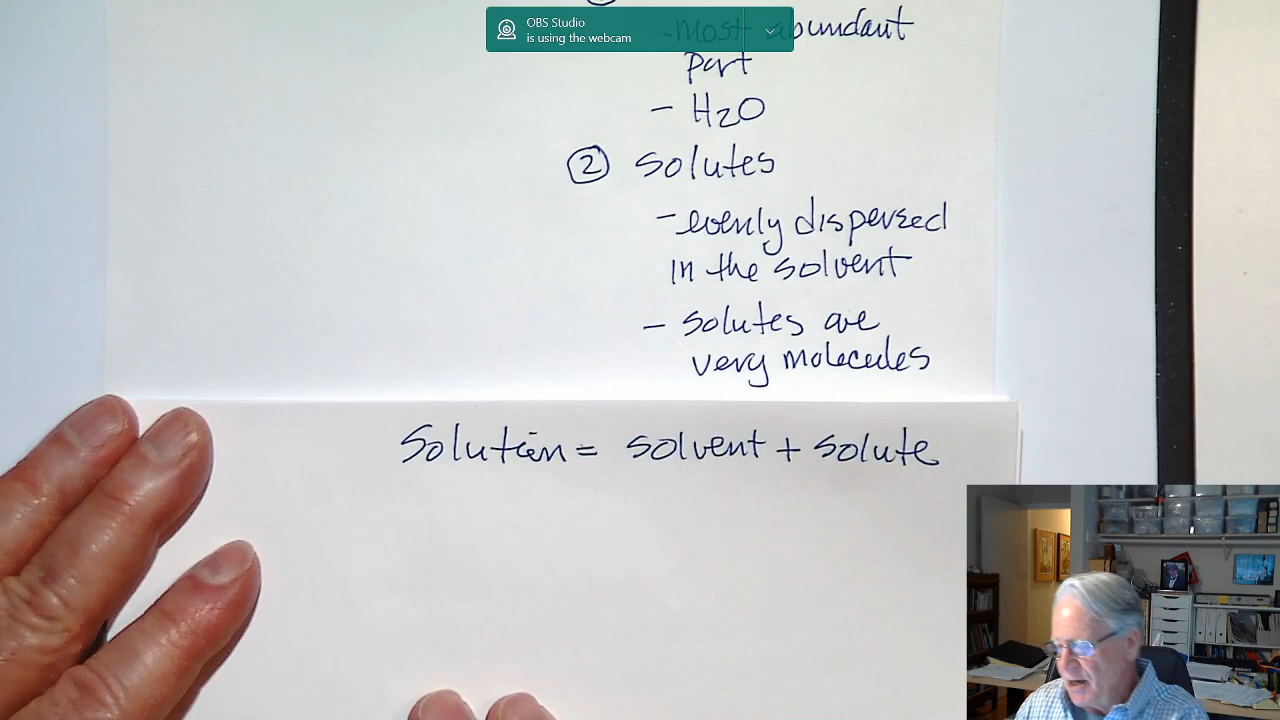 OBS Studio
is using the webcam
-most abundant
part
- H2O
② solutes
-evenly dispersed
in the solvent
- solutes are
very molecules
Solution = solvent + solute